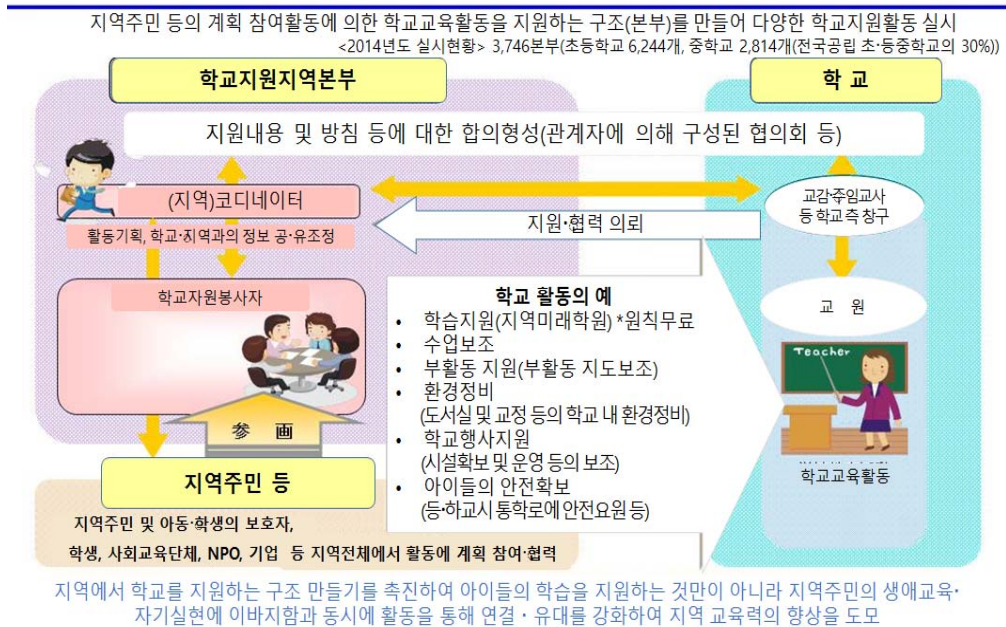 지역주민 등의 계획 참여활동에 의한 학교교육활동을 지원하는 구조(본부)를 만들어 다양한 학교지원활동 실시
<2014년도 실시현황> 3,746본부(초등학교 6,244개, 중학교 2,814개(전국공립 초·등중학교의 30%))
학교지원지역본부
학 교
지원내용 및 방침 등에 대한 합의형성(관계자에 의해 구성된 협의회 등)
(지역)코디네이터
활동기획, 학교·지역과의 정보 공·유조정
교감·주임교사
등 학교 측 창구
지원·협력 의뢰
학교자원봉사자
학교 활동의 예
• 학습지원(지역미래학원) *원칙무료
• 수업보조
• 부활동 지원(부활동 지도보조)
• 환경정비
(도서실 및 교정 등의 학교 내 환경정비)
• 학교행사지원
(시설확보 및 운영 등의 보조)
• 아이들의 안전확보
(등·하교시 통학로에 안전요원 등)
교 원
Teacher
학교교육활동
参 画
지역주민 등
지역주민 및 아동·학생의 보호자,
학생, 사회교육단체, NPO, 기업 등 지역전체에서 활동에 계획 참여·협력
지역에서 학교를 지원하는 구조 만들기를 촉진하여 아이들의 학습을 지원하는 것만이 아니라 지역주민의 생애교육·
자기실현에 이바지함과 동시에 활동을 통해 연결·유대를 강화하여 지역 교육력의 향상을 도모